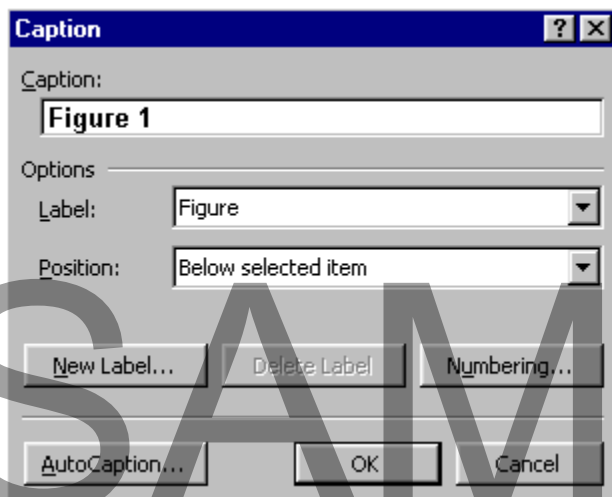 Caption
Caption:
Figure 1
Options
Label: Figure
Position: Below selected item
New Label... Delete Label Numbering...
AutoCaption... OK Cancel
SAM